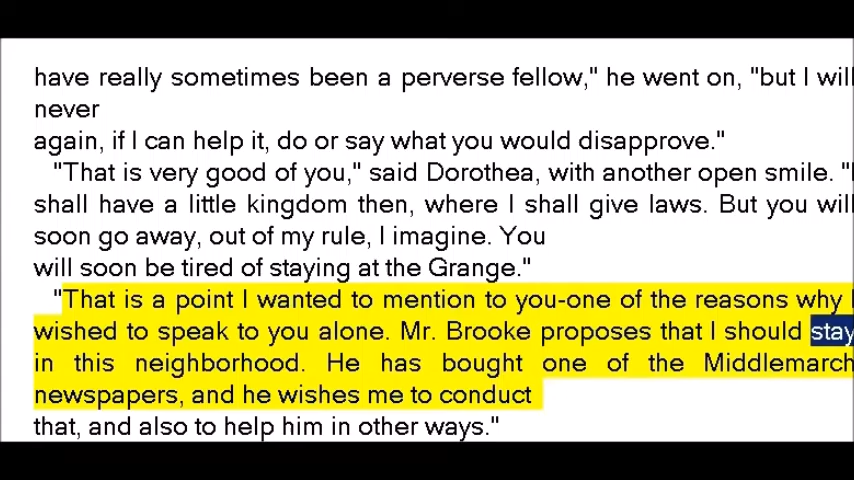 have really sometimes been a perverse fellow," he went on, "but I will
never
again, if I can help it, do or say what you would disapprove."
"That is very good of you," said Dorothea, with another open smile. "I
shall have a little kingdom then, where I shall give laws. But you will
soon go away, out of my rule, I imagine. You
will soon be tired of staying at the Grange."
"That is a point I wanted to mention to you-one of the reasons why I
wished to speak to you alone. Mr. Brooke proposes that I should stay
in this neighborhood. He has bought one of the Middlemarch
newspapers, and he wishes me to conduct
that, and also to help him in other ways."